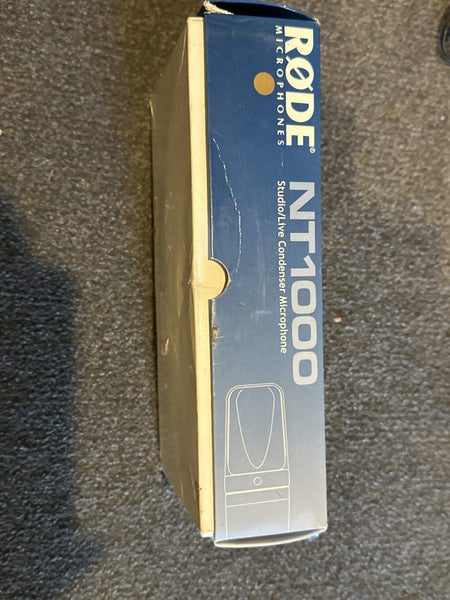 RØDE®
MICROPHONES
NT1000
Studio/Live Condenser Microphone